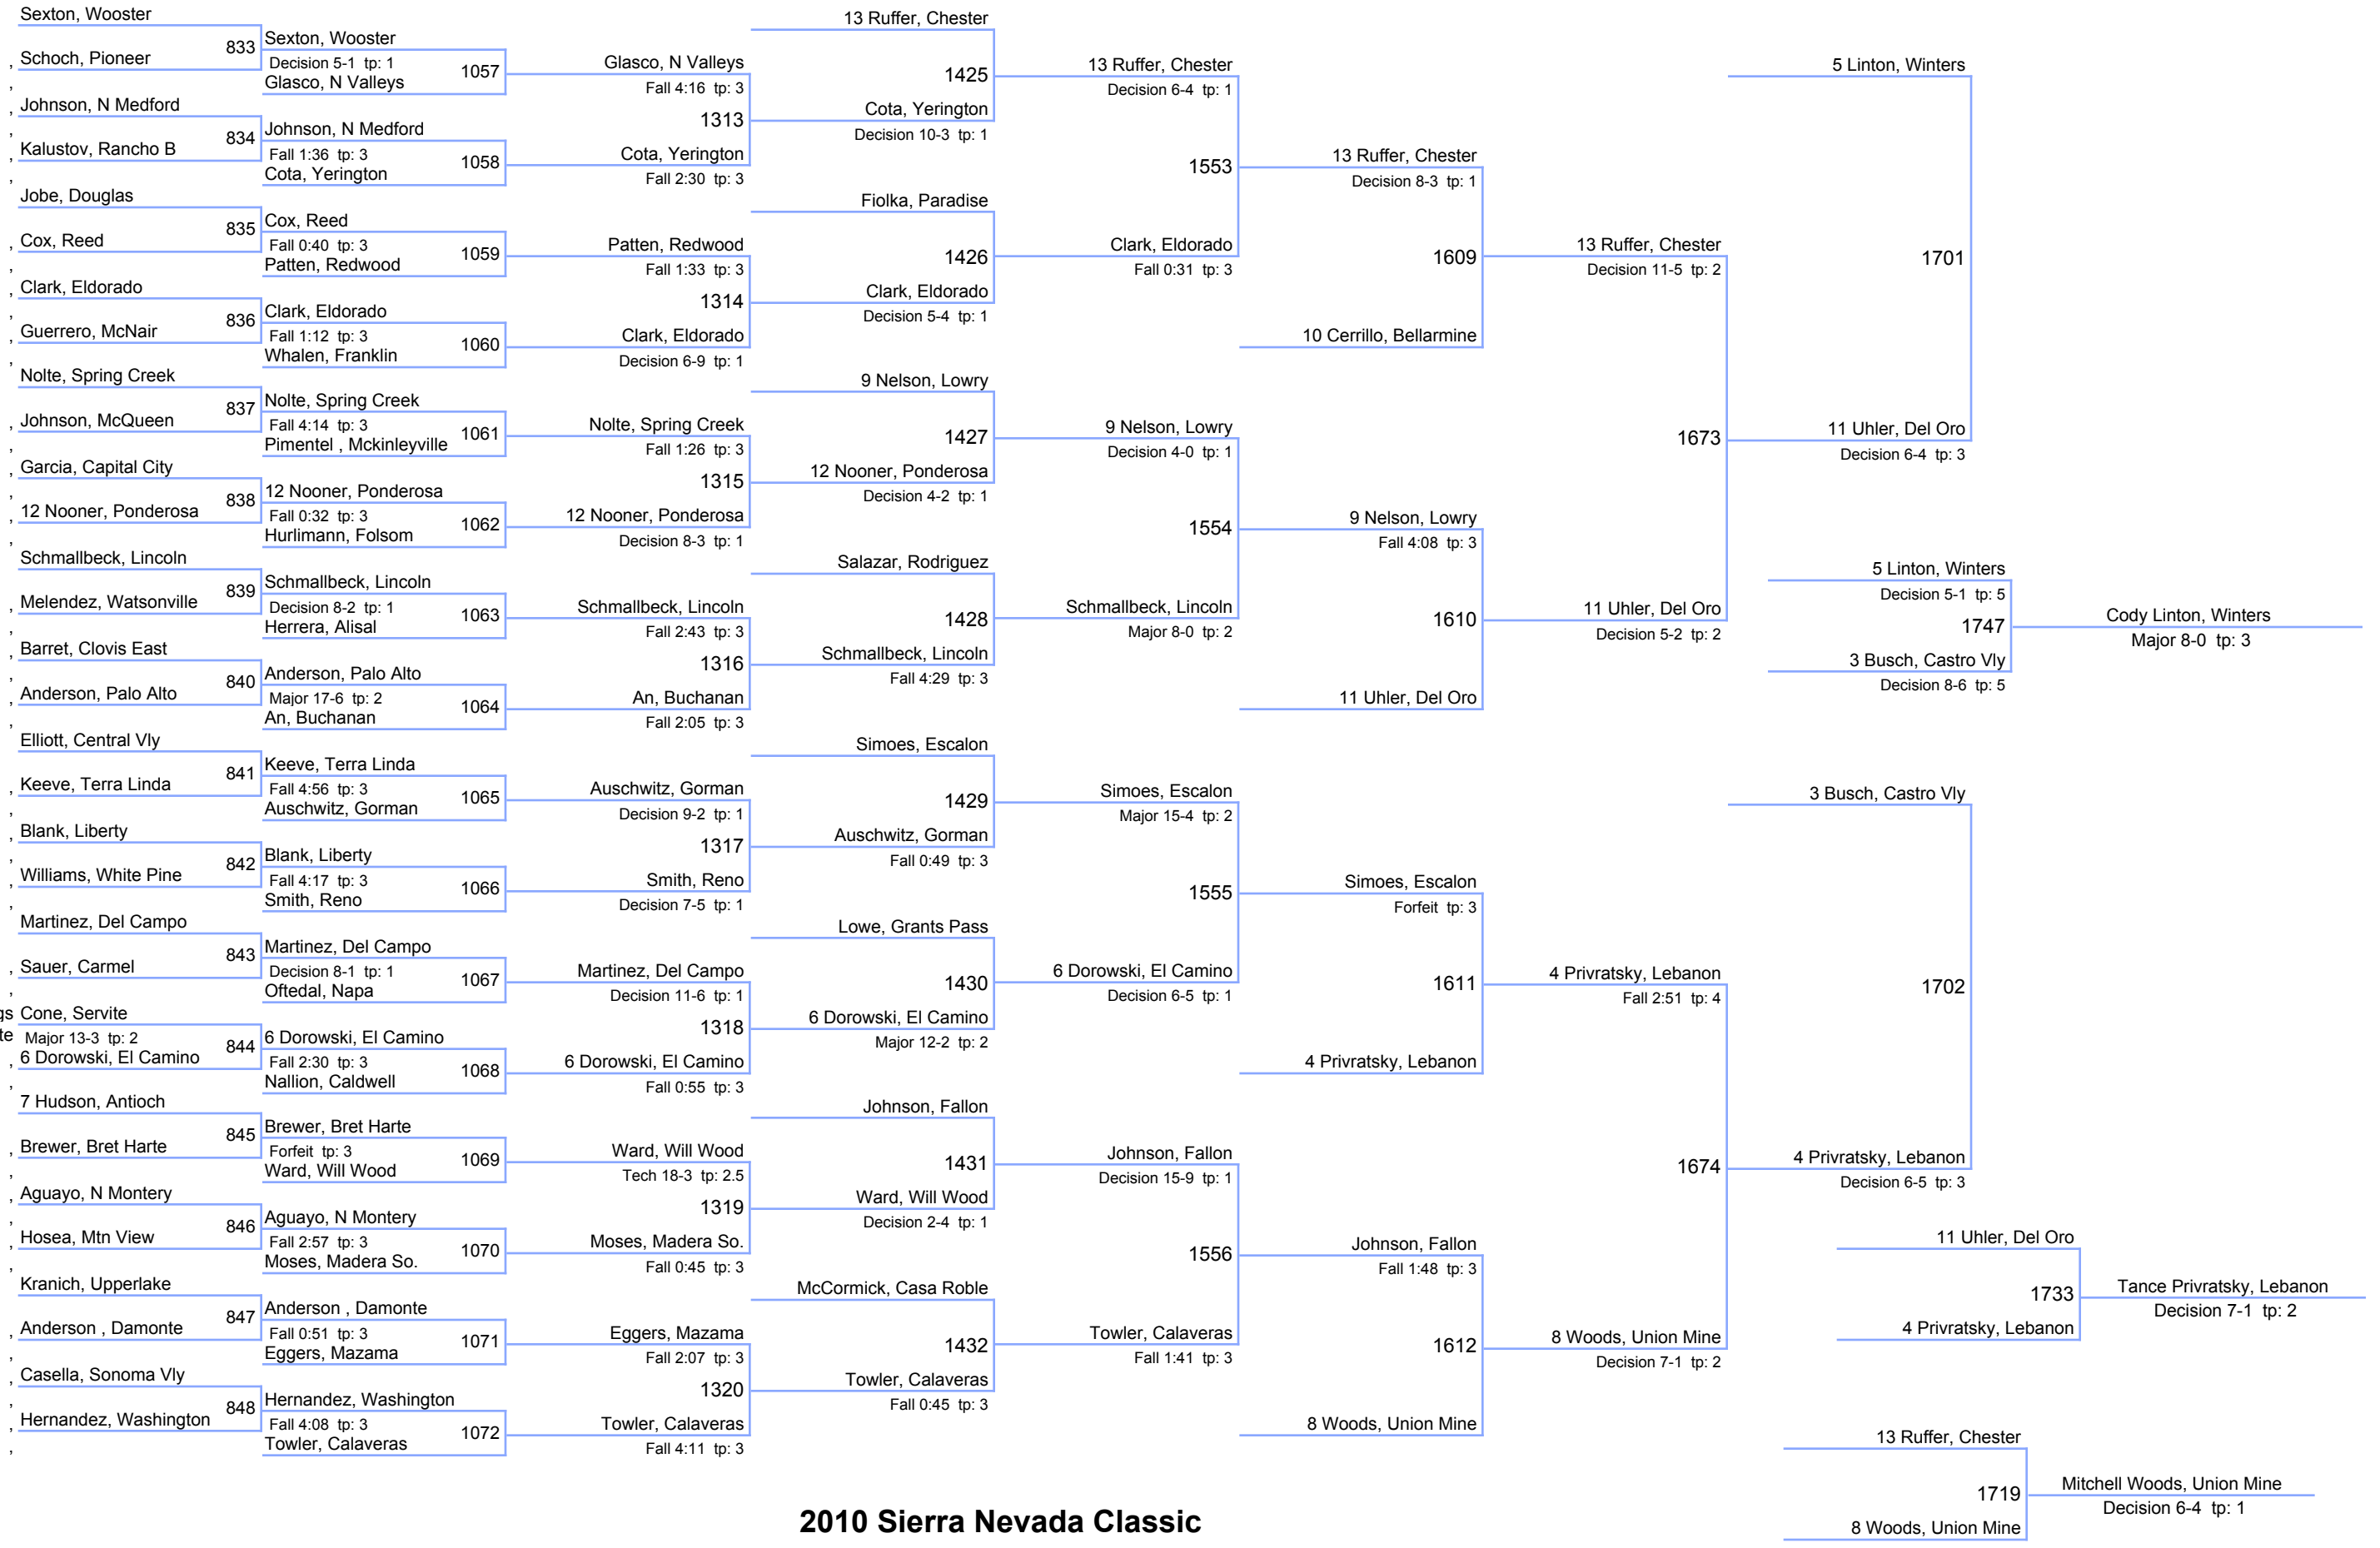 Sexton, Wooster
833
, Schoch, Pioneer
,
Johnson, N Medford
,
834
, Kalustov, Rancho B
,
Jobe, Douglas
835
, Cox, Reed
,
Clark, Eldorado
,
836
, Guerrero, McNair
,
Nolte, Spring Creek
837
, Johnson, McQueen
,
Garcia, Capital City
,
838
, 12 Nooner, Ponderosa
,
Schmallbeck, Lincoln
839
, Melendez, Watsonville
,
Barret, Clovis East
,
840
, Anderson, Palo Alto
,
Elliott, Central Vly
841
, Keeve, Terra Linda
,
Blank, Liberty
,
842
, Williams, White Pine
,
Martinez, Del Campo
843
, Sauer, Carmel
,
gs Cone, Servite
te Major 13-3 tp: 2
844
, 6 Dorowski, El Camino
,
7 Hudson, Antioch
845
, Brewer, Bret Harte
,
Aguayo, N Montery
,
846
, Hosea, Mtn View
,
Kranich, Upperlake
847
, Anderson , Damonte
,
Casella, Sonoma Vly
,
848
, Hernandez, Washington
,
Sexton, Wooster
Decision 5-1 tp: 1
1057
Glasco, N Valleys
Johnson, N Medford
Fall 1:36 tp: 3
1058
Cota, Yerington
Cox, Reed
Fall 0:40 tp: 3
1059
Patten, Redwood
Clark, Eldorado
Fall 1:12 tp: 3
1060
Whalen, Franklin
Nolte, Spring Creek
Fall 4:14 tp: 3
1061
Pimentel , Mckinleyville
12 Nooner, Ponderosa
Fall 0:32 tp: 3
1062
Hurlimann, Folsom
Schmallbeck, Lincoln
Decision 8-2 tp: 1
1063
Herrera, Alisal
Anderson, Palo Alto
Major 17-6 tp: 2
1064
An, Buchanan
Keeve, Terra Linda
Fall 4:56 tp: 3
1065
Auschwitz, Gorman
Blank, Liberty
Fall 4:17 tp: 3
1066
Smith, Reno
Martinez, Del Campo
Decision 8-1 tp: 1
1067
Oftedal, Napa
6 Dorowski, El Camino
Fall 2:30 tp: 3
1068
Nallion, Caldwell
Brewer, Bret Harte
Forfeit tp: 3
1069
Ward, Will Wood
Aguayo, N Montery
Fall 2:57 tp: 3
1070
Moses, Madera So.
Anderson , Damonte
Fall 0:51 tp: 3
1071
Eggers, Mazama
Hernandez, Washington
Fall 4:08 tp: 3
1072
Towler, Calaveras
Glasco, N Valleys
Fall 4:16 tp: 3
1313
Cota, Yerington
Fall 2:30 tp: 3
Patten, Redwood
Fall 1:33 tp: 3
1314
Clark, Eldorado
Decision 6-9 tp: 1
Nolte, Spring Creek
Fall 1:26 tp: 3
1315
12 Nooner, Ponderosa
Decision 8-3 tp: 1
Schmallbeck, Lincoln
Fall 2:43 tp: 3
1316
An, Buchanan
Fall 2:05 tp: 3
Auschwitz, Gorman
Decision 9-2 tp: 1
1317
Smith, Reno
Decision 7-5 tp: 1
Martinez, Del Campo
Decision 11-6 tp: 1
1318
6 Dorowski, El Camino
Fall 0:55 tp: 3
Ward, Will Wood
Tech 18-3 tp: 2.5
1319
Moses, Madera So.
Fall 0:45 tp: 3
Eggers, Mazama
Fall 2:07 tp: 3
1320
Towler, Calaveras
Fall 4:11 tp: 3
13 Ruffer, Chester
1425
Cota, Yerington
Decision 10-3 tp: 1
Fiolka, Paradise
1426
Clark, Eldorado
Decision 5-4 tp: 1
9 Nelson, Lowry
1427
12 Nooner, Ponderosa
Decision 4-2 tp: 1
Salazar, Rodriguez
1428
Schmallbeck, Lincoln
Fall 4:29 tp: 3
Simoes, Escalon
1429
Auschwitz, Gorman
Fall 0:49 tp: 3
Lowe, Grants Pass
1430
6 Dorowski, El Camino
Major 12-2 tp: 2
Johnson, Fallon
1431
Ward, Will Wood
Decision 2-4 tp: 1
McCormick, Casa Roble
1432
Towler, Calaveras
Fall 0:45 tp: 3
13 Ruffer, Chester
Decision 6-4 tp: 1
1553
Clark, Eldorado
Fall 0:31 tp: 3
9 Nelson, Lowry
Decision 4-0 tp: 1
1554
Schmallbeck, Lincoln
Major 8-0 tp: 2
Simoes, Escalon
Major 15-4 tp: 2
1555
6 Dorowski, El Camino
Decision 6-5 tp: 1
Johnson, Fallon
Decision 15-9 tp: 1
1556
Towler, Calaveras
Fall 1:41 tp: 3
13 Ruffer, Chester
Decision 8-3 tp: 1
1609
10 Cerrillo, Bellarmine
9 Nelson, Lowry
Fall 4:08 tp: 3
1610
11 Uhler, Del Oro
Simoes, Escalon
Forfeit tp: 3
1611
4 Privratsky, Lebanon
Johnson, Fallon
Fall 1:48 tp: 3
1612
8 Woods, Union Mine
13 Ruffer, Chester
Decision 11-5 tp: 2
1673
11 Uhler, Del Oro
Decision 5-2 tp: 2
4 Privratsky, Lebanon
Fall 2:51 tp: 4
1674
8 Woods, Union Mine
Decision 7-1 tp: 2
5 Linton, Winters
1701
11 Uhler, Del Oro
Decision 6-4 tp: 3
5 Linton, Winters
Decision 5-1 tp: 5
1747
3 Busch, Castro Vly
Decision 8-6 tp: 5
Cody Linton, Winters
Major 8-0 tp: 3
3 Busch, Castro Vly
1702
4 Privratsky, Lebanon
Decision 6-5 tp: 3
11 Uhler, Del Oro
1733
4 Privratsky, Lebanon
Tance Privratsky, Lebanon
Decision 7-1 tp: 2
13 Ruffer, Chester
1719
8 Woods, Union Mine
Mitchell Woods, Union Mine
Decision 6-4 tp: 1
2010 Sierra Nevada Classic